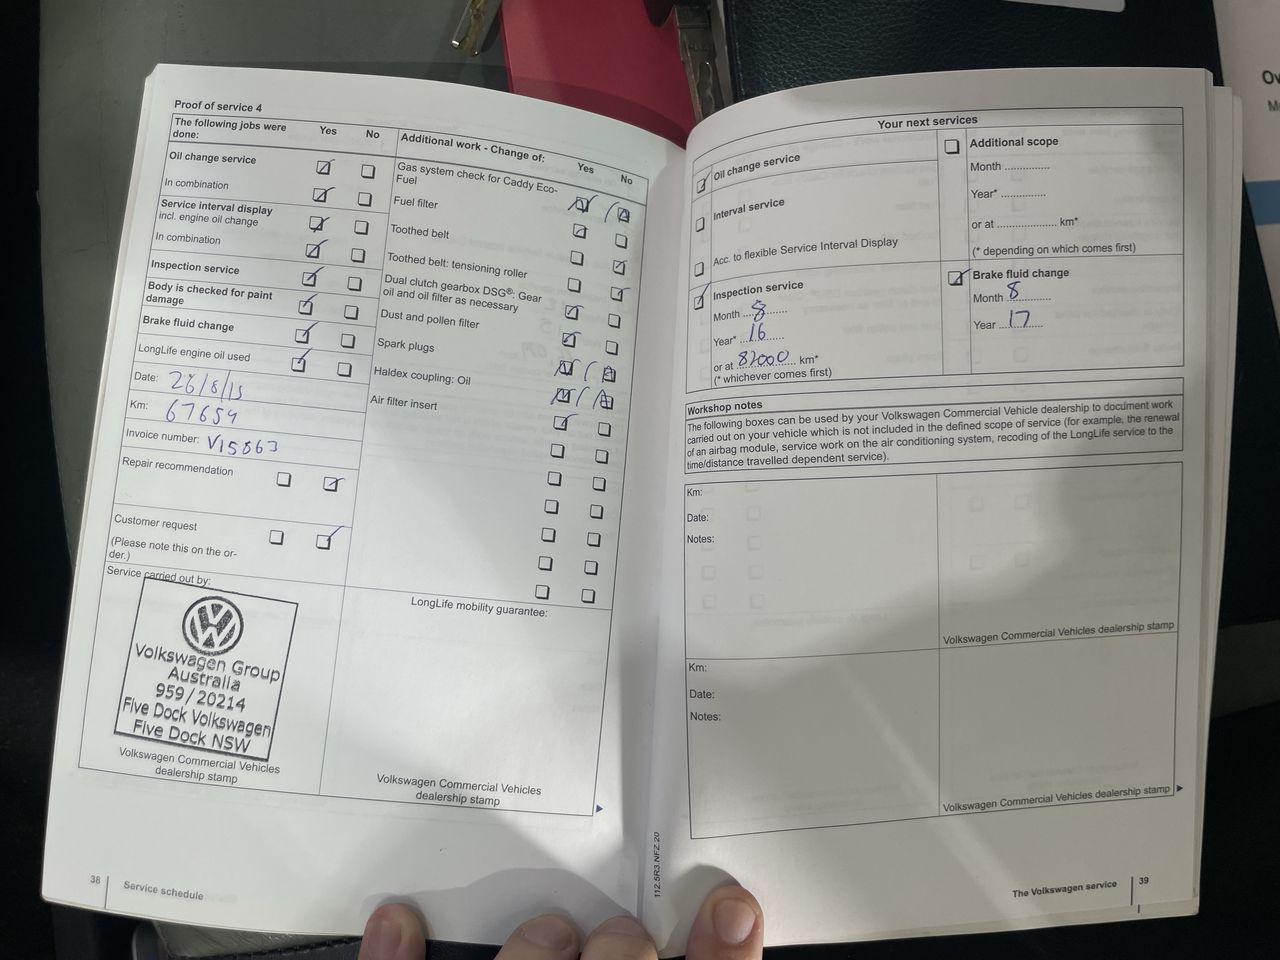 Proof of service 4
The following jobs were done:
Yes
No
Oil change service
In combination
Service interval display
incl. engine oil change
In combination
Inspection service
Body is checked for paint
damage
Brake fluid change
LongLife engine oil used
Date: 26/8/15
Km: 67654
Invoice number: V15863
Repair recommendation
Customer request
(Please note this on the or-
der.)
Service carried out by:
Volkswagen Group
Australia
959/20214
Five Dock Volkswagen
Five Dock NSW
Volkswagen Commercial Vehicles
dealership stamp
Additional work - Change of:
Yes
No
Gas system check for Caddy Eco-
Fuel
Fuel filter
Toothed belt
Toothed belt: tensioning roller
Dual clutch gearbox DSG®: Gear
oil and oil filter as necessary
Dust and pollen filter
Spark plugs
Haldex coupling: Oil
Air filter insert
LongLife mobility guarantee:
Volkswagen Commercial Vehicles
dealership stamp
38
Service schedule
Your next services
Oil change service
Interval service
Acc. to flexible Service Interval Display
Additional scope
Month ..............
Year* ..............
or at .................. km*
(* depending on which comes first)
Inspection service
Month 8
Year* 16
or at 82000 km*
(* whichever comes first)
Brake fluid change
Month 8
Year 17
Workshop notes
The following boxes can be used by your Volkswagen Commercial Vehicle dealership to document work
carried out on your vehicle which is not included in the defined scope of service (for example, the renewal
of an airbag module, service work on the air conditioning system, recoding of the LongLife service to the
time/distance travelled dependent service).
Km:
Date:
Notes:
Volkswagen Commercial Vehicles dealership stamp
Km:
Date:
Notes:
Volkswagen Commercial Vehicles dealership stamp
112.5R3.NFZ.20
The Volkswagen service
39